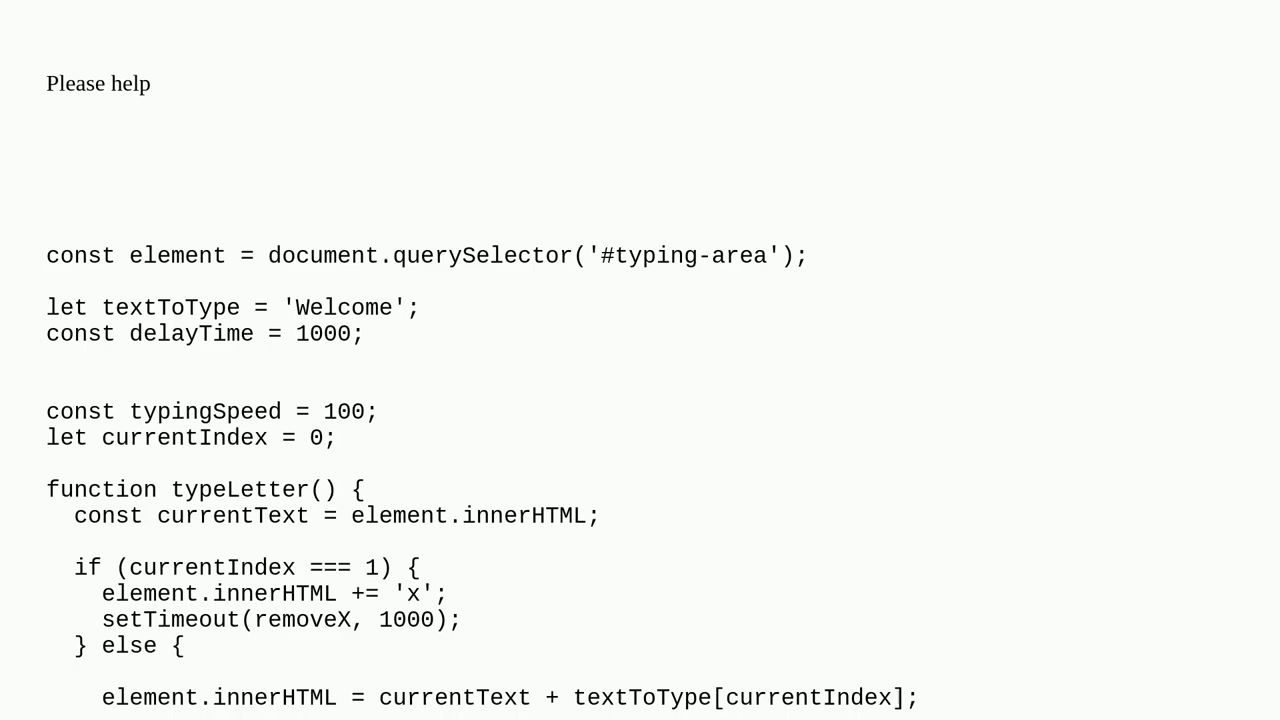 Please help
const element = document.querySelector('#typing-area');
let textToType = 'Welcome';
const delayTime = 1000;
const typingSpeed = 100;
let currentIndex = 0;
function typeLetter() {
  const currentText = element.innerHTML;
  if (currentIndex === 1) {
    element.innerHTML += 'x';
    setTimeout(removeX, 1000);
  } else {
    element.innerHTML = currentText + textToType[currentIndex];